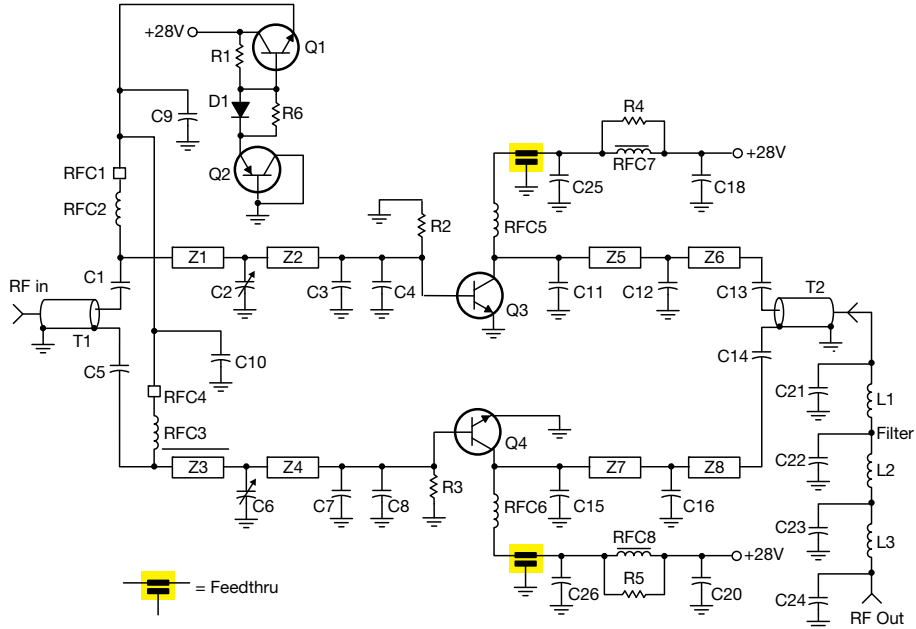 +28V
R1
Q1
D1
R6
C9
Q2
R4
RFC7
+28V
RFC1
RFC2
C25
C18
R2
RFC5
Z1
Z2
Z5
Z6
C1
RF in
C2
C3
C4
Q3
C11
C12
C13
T2
T1
C5
C10
C14
RFC4
RFC3
C21
L1
Q4
Filter
Z3
Z4
Z7
Z8
C22
L2
C6
C7
C8
R3
RFC6
C15
C16
C23
L3
RFC8
+28V
= Feedthru
C26
R5
C20
C24
RF Out